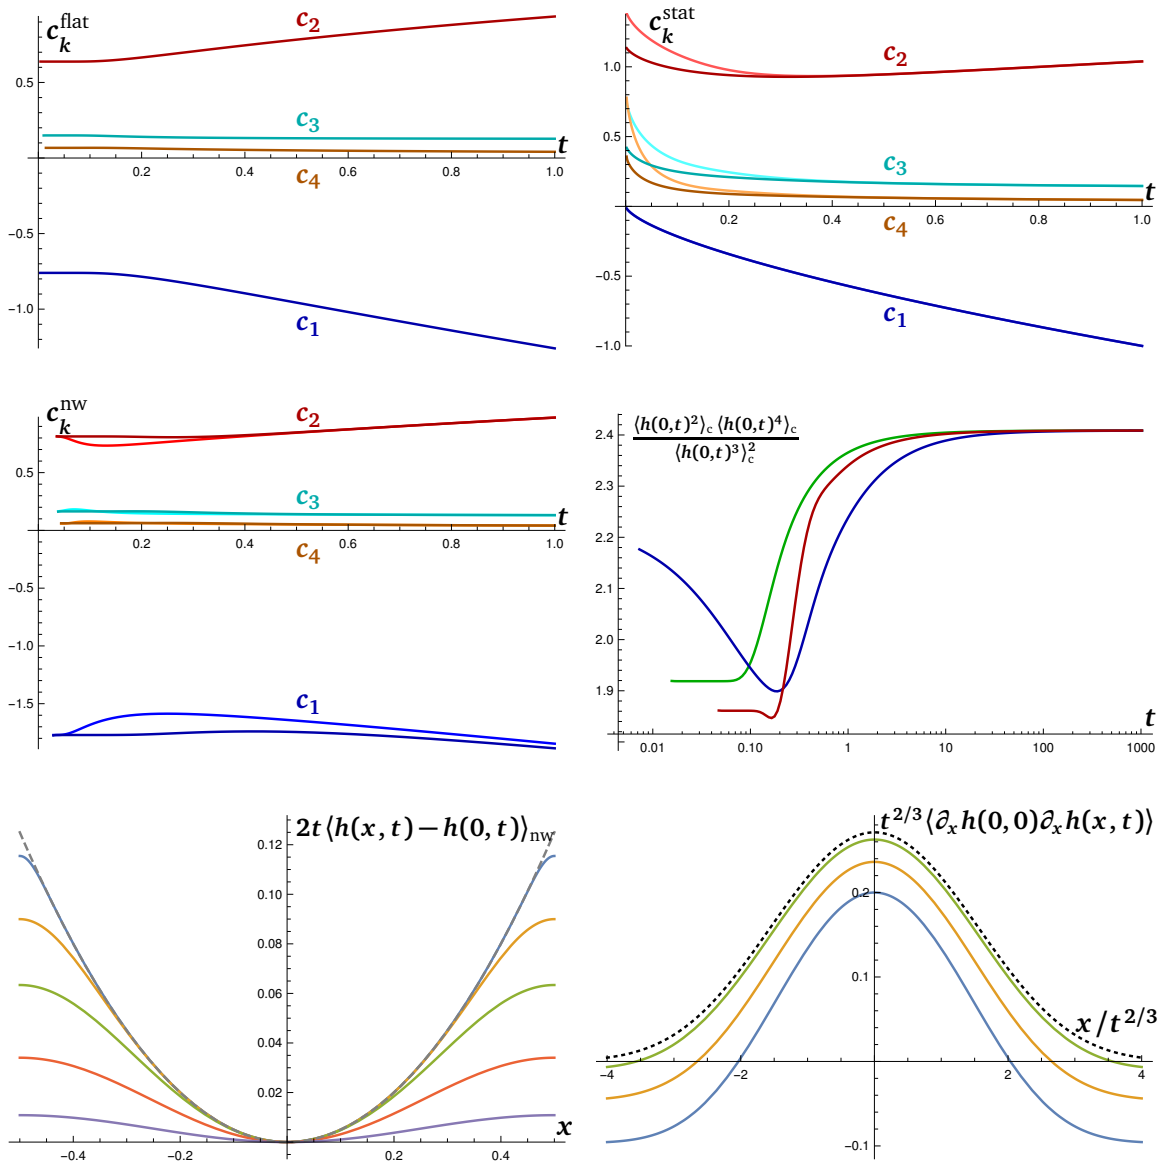 c_k^flat
c_2
0.5
c_3
t
0.2 0.4 0.6 0.8 1.0
c_4
−0.5
−1.0
c_1
c_k^stat
1.0
c_2
0.5
c_3
t
0.2 0.4 0.6 0.8 1.0
c_4
−0.5
c_1
−1.0
c_k^nw
c_2
0.5
c_3
t
0.2 0.4 0.6 0.8 1.0
c_4
−0.5
−1.0
−1.5
c_1
2.4
⟨h(0,t)^2⟩_c ⟨h(0,t)^4⟩_c
⟨h(0,t)^3⟩_c^2
2.3
2.2
2.1
2.0
1.9
t
0.01 0.10 1 10 100 1000
2t⟨h(x,t)−h(0,t)⟩_nw
0.12
0.10
0.08
0.06
0.04
0.02
x
−0.4 −0.2 0.2 0.4
t^{2/3}⟨∂_x h(0,0)∂_x h(x,t)⟩
0.2
0.1
x/t^{2/3}
−4 −2 2 4
−0.1